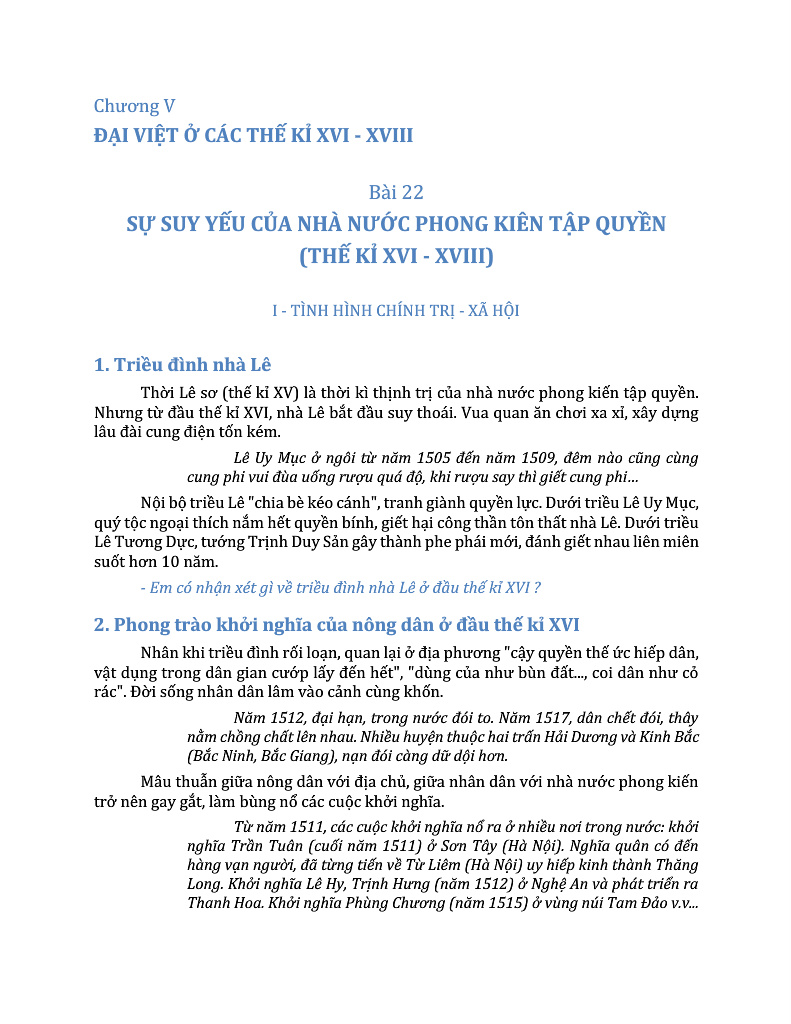 Chương V
ĐẠI VIỆT Ở CÁC THẾ KỈ XVI - XVIII
Bài 22
SỰ SUY YẾU CỦA NHÀ NƯỚC PHONG KIÊN TẬP QUYỀN
(THẾ KỈ XVI - XVIII)
I - TÌNH HÌNH CHÍNH TRỊ - XÃ HỘI
1. Triều đình nhà Lê
Thời Lê sơ (thế kỉ XV) là thời kì thịnh trị của nhà nước phong kiến tập quyền.
Nhưng từ đầu thế kỉ XVI, nhà Lê bắt đầu suy thoái. Vua quan ăn chơi xa xỉ, xây dựng
lâu đài cung điện tốn kém.
Lê Uy Mục ở ngôi từ năm 1505 đến năm 1509, đêm nào cũng cùng
cung phi vui đùa uống rượu quá độ, khi rượu say thì giết cung phi...
Nội bộ triều Lê "chia bè kéo cánh", tranh giành quyền lực. Dưới triều Lê Uy Mục,
quý tộc ngoại thích nắm hết quyền bính, giết hại công thần tôn thất nhà Lê. Dưới triều
Lê Tương Dực, tướng Trịnh Duy Sản gây thành phe phái mới, đánh giết nhau liên miên
suốt hơn 10 năm.
- Em có nhận xét gì về triều đình nhà Lê ở đầu thế kỉ XVI ?
2. Phong trào khởi nghĩa của nông dân ở đầu thế kỉ XVI
Nhân khi triều đình rối loạn, quan lại ở địa phương "cậy quyền thế ức hiếp dân,
vật dụng trong dân gian cướp lấy đến hết", "dùng của như bùn đất..., coi dân như cỏ
rác". Đời sống nhân dân lâm vào cảnh cùng khốn.
Năm 1512, đại hạn, trong nước đói to. Năm 1517, dân chết đói, thây
nằm chồng chất lên nhau. Nhiều huyện thuộc hai trấn Hải Dương và Kinh Bắc
(Bắc Ninh, Bắc Giang), nạn đói càng dữ dội hơn.
Mâu thuẫn giữa nông dân với địa chủ, giữa nhân dân với nhà nước phong kiến
trở nên gay gắt, làm bùng nổ các cuộc khởi nghĩa.
Từ năm 1511, các cuộc khởi nghĩa nổ ra ở nhiều nơi trong nước: khởi
nghĩa Trần Tuân (cuối năm 1511) ở Sơn Tây (Hà Nội). Nghĩa quân có đến
hàng vạn người, đã từng tiến về Từ Liêm (Hà Nội) uy hiếp kinh thành Thăng
Long. Khởi nghĩa Lê Hy, Trịnh Hưng (năm 1512) ở Nghệ An và phát triển ra
Thanh Hoa. Khởi nghĩa Phùng Chương (năm 1515) ở vùng núi Tam Đảo v.v...